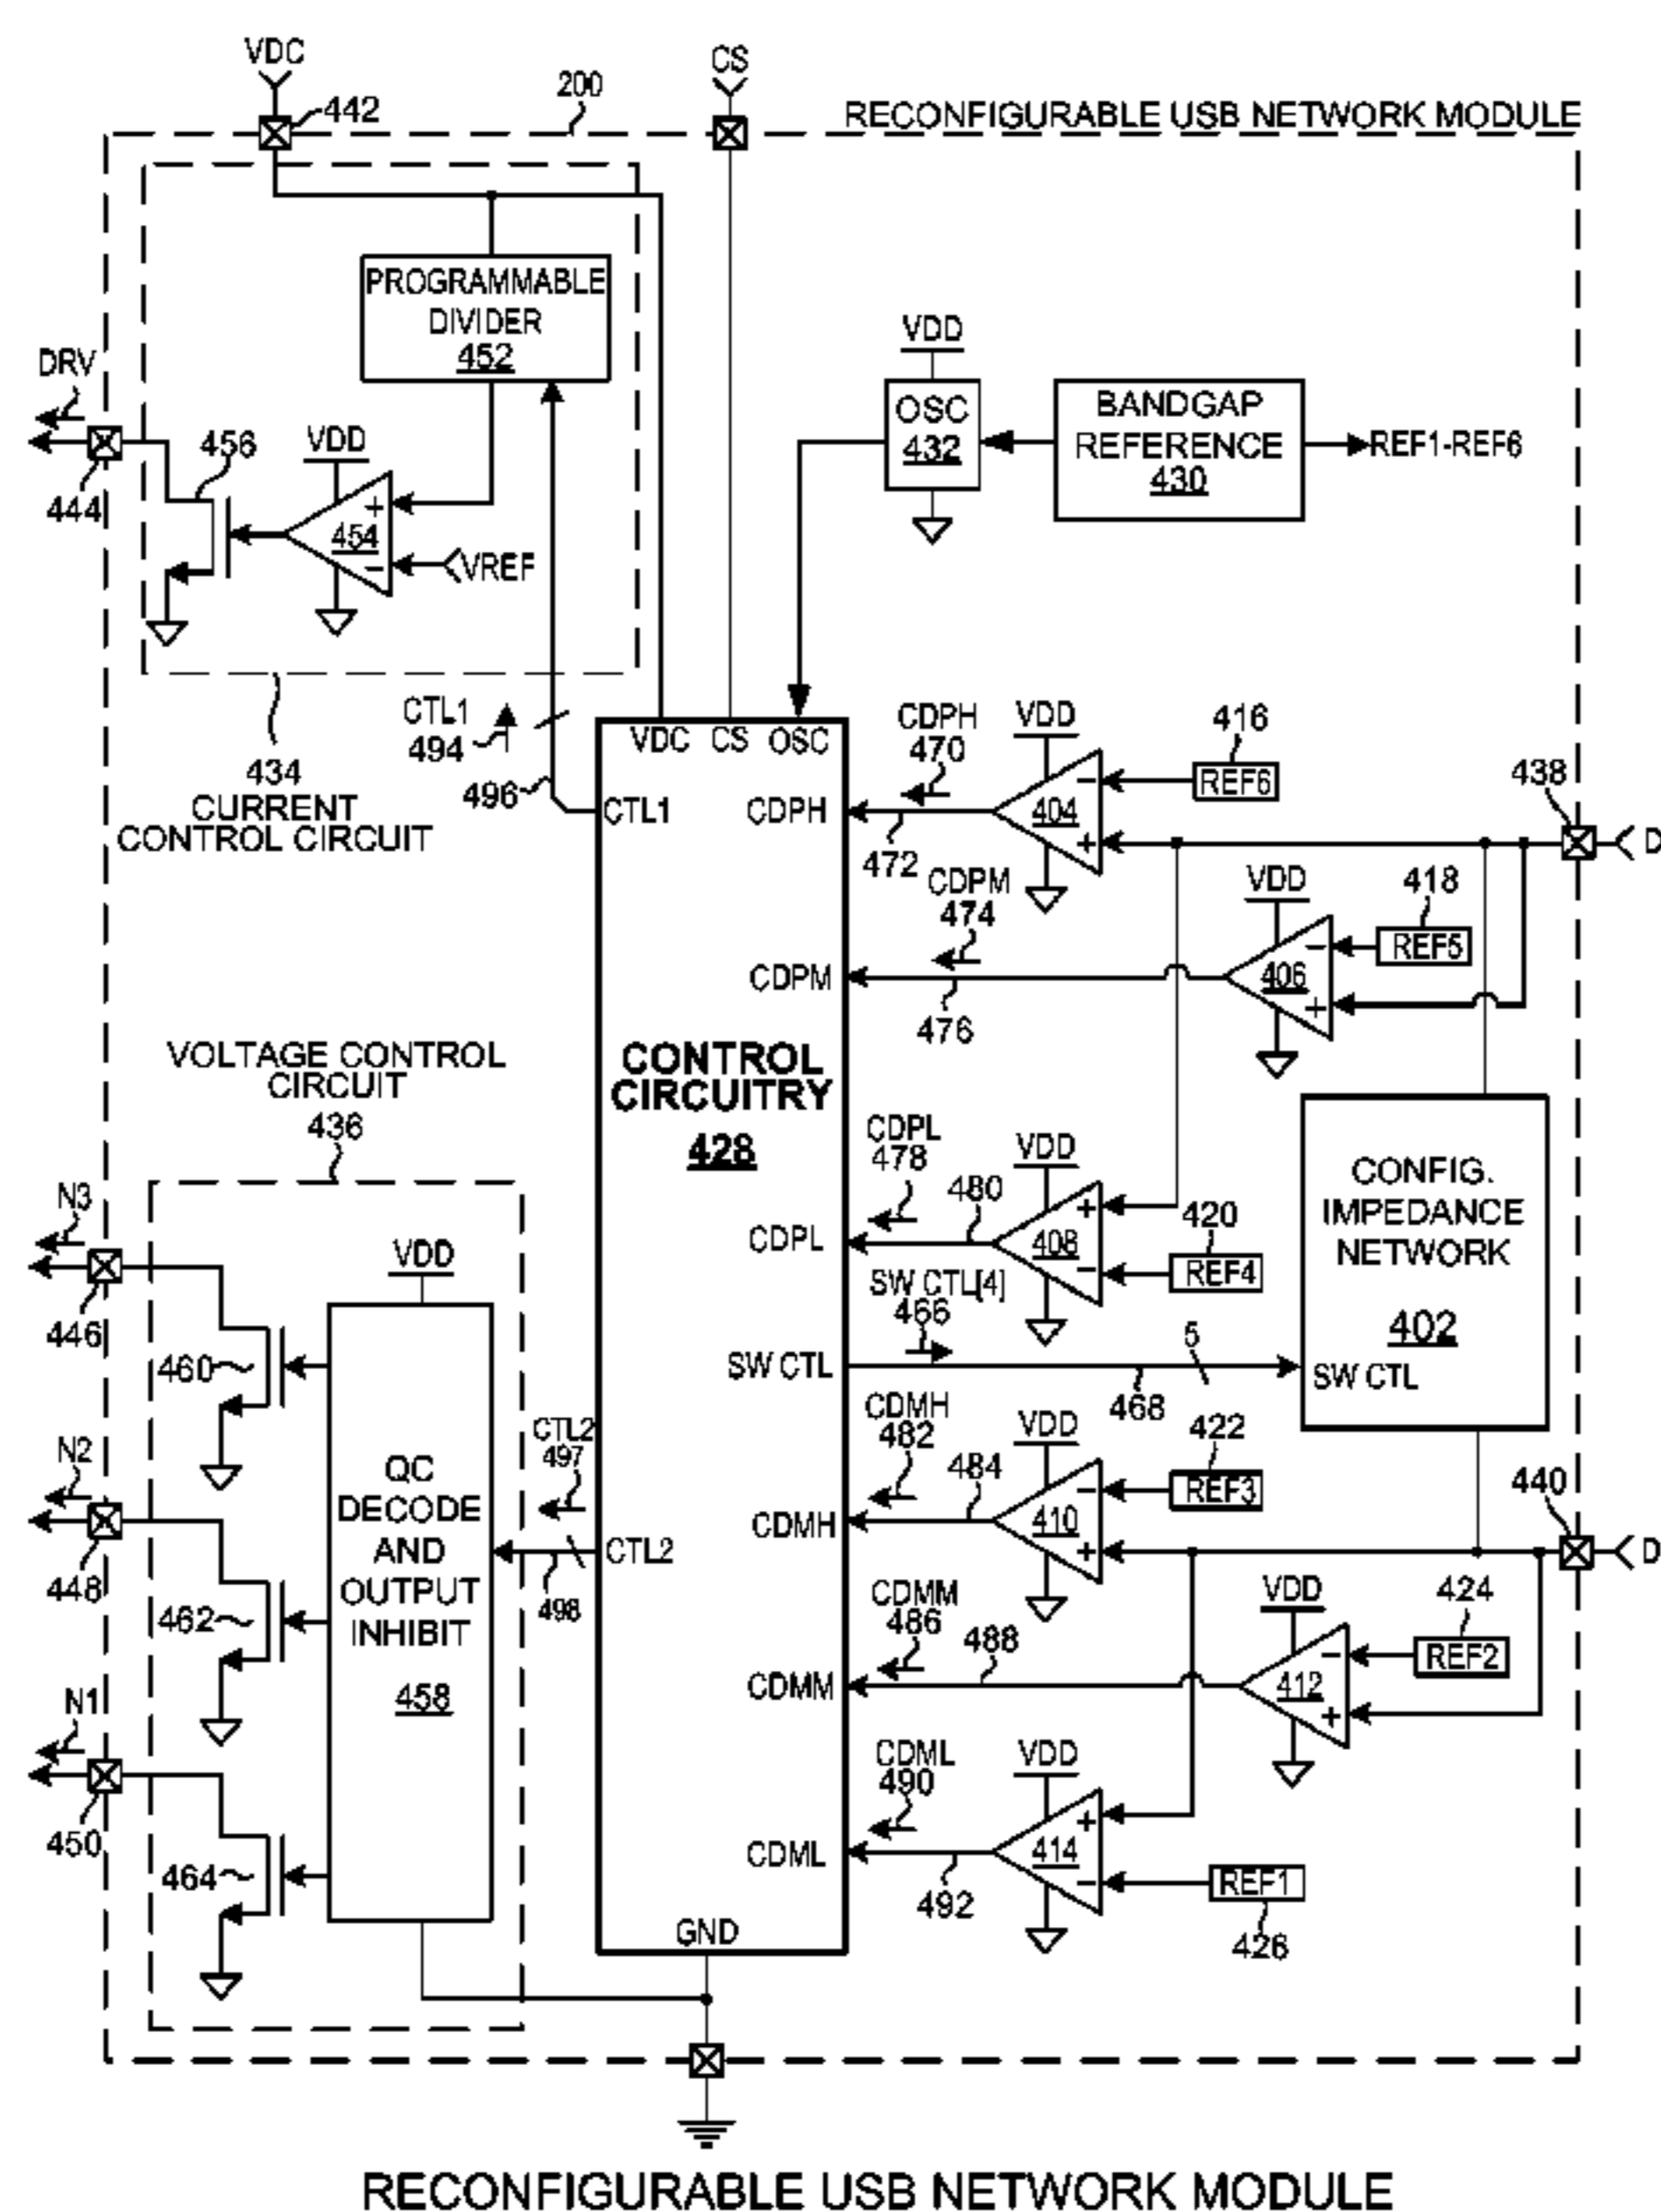 VDC
CS
442
200
RECONFIGURABLE USB NETWORK MODULE
PROGRAMMABLE
DIVIDER
452
DRV
444
456
VDD
+
454
-
VREF
VDD
OSC
432
BANDGAP
REFERENCE
430
REF1-REF6
434
CURRENT
CONTROL CIRCUIT
CTL1
494
496
VDC CS OSC
CTL1
CDPH
CDPH
470
472
VDD
-
404
+
416
REF6
438
D
CDPM
474
CDPM
476
VDD
-
406
+
418
REF5
CONTROL
CIRCUITRY
428
VOLTAGE CONTROL
CIRCUIT
436
CDPL
478
CDPL
480
VDD
+
408
-
420
REF4
CONFIG.
IMPEDANCE
NETWORK
402
SW CTL
SW CTL[4]
466
SW CTL
5
468
N3
446
460
VDD
N2
448
462
QC
DECODE
AND
OUTPUT
INHIBIT
458
CTL2
497
CTL2
498
CDMH
482
CDMH
484
VDD
-
410
+
422
REF3
440
D
CDMM
486
CDMM
488
VDD
-
412
+
424
REF2
N1
450
464
CDML
490
CDML
492
VDD
+
414
-
REF1
426
GND
RECONFIGURABLE USB NETWORK MODULE